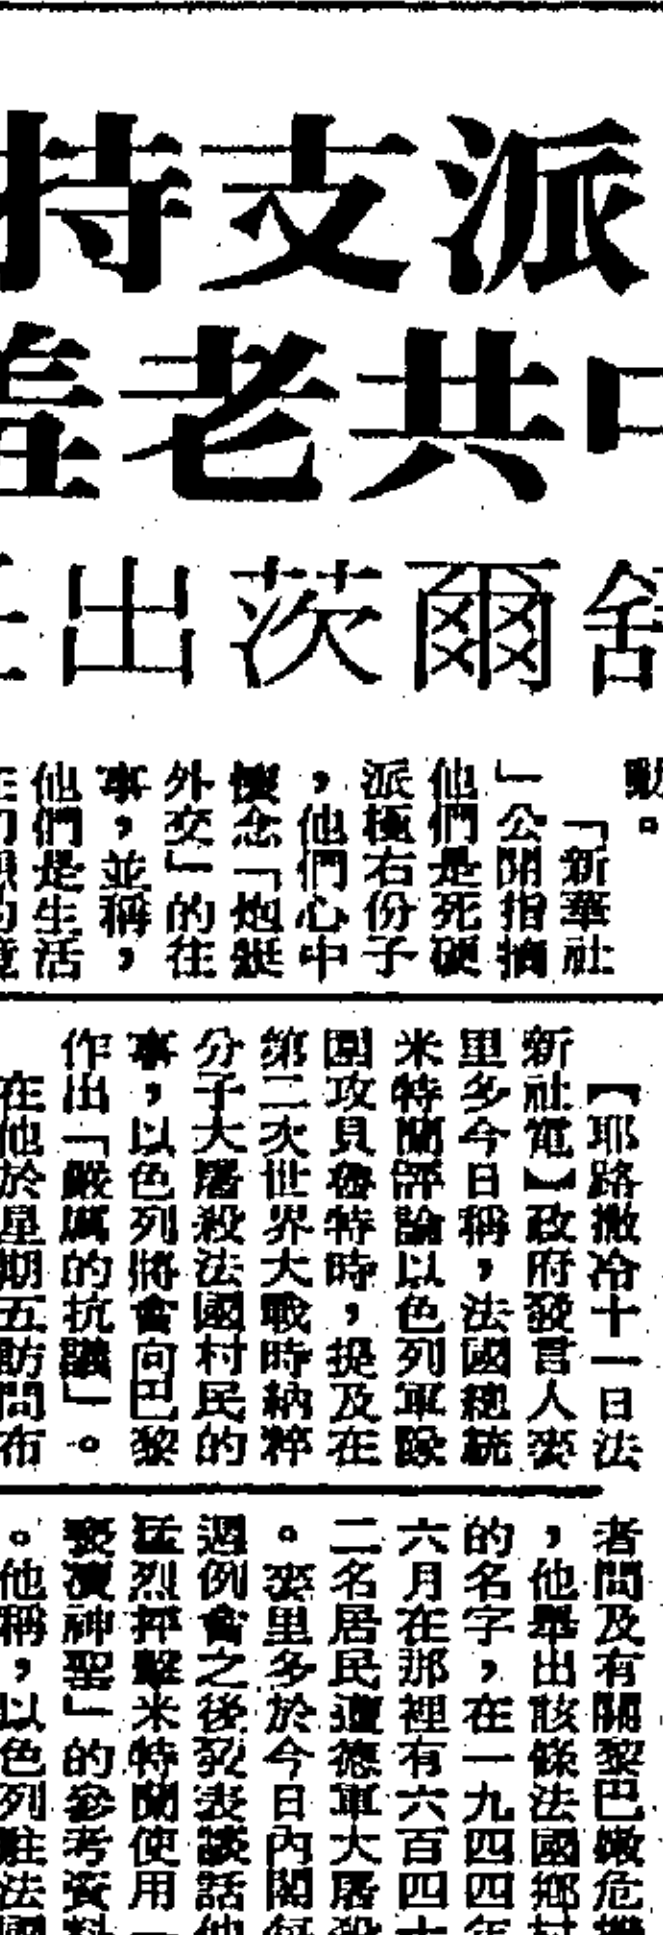 派支持
共老
舒爾茨出
動。
「新華社
」公開指摘
他們是死硬
派極右份子
，他們心中
懷念「炮艇
外交」的往
事，並稱，
他們是生活
【耶路撒冷十一日法
新社電】政府發言人麥
里多今日稱，法國總統
米特蘭評論以色列軍隊
圍攻貝魯特時，提及在
第二次世界大戰時納粹
分子大屠殺法國村民的
事，以色列將會向巴黎
作出「嚴厲的抗議」。
在他於星期五訪問布
者問及有關黎巴嫩危機
，他舉出該條法國鄉村
的名字，在一九四四年
六月在那裡有六百四十
二名居民遭德軍大屠殺
。麥里多於今日內閣每
週例會之後發表談話他
猛烈抨擊米特蘭使用
褻瀆神聖」的參考資料
。他稱，以色列駐法國